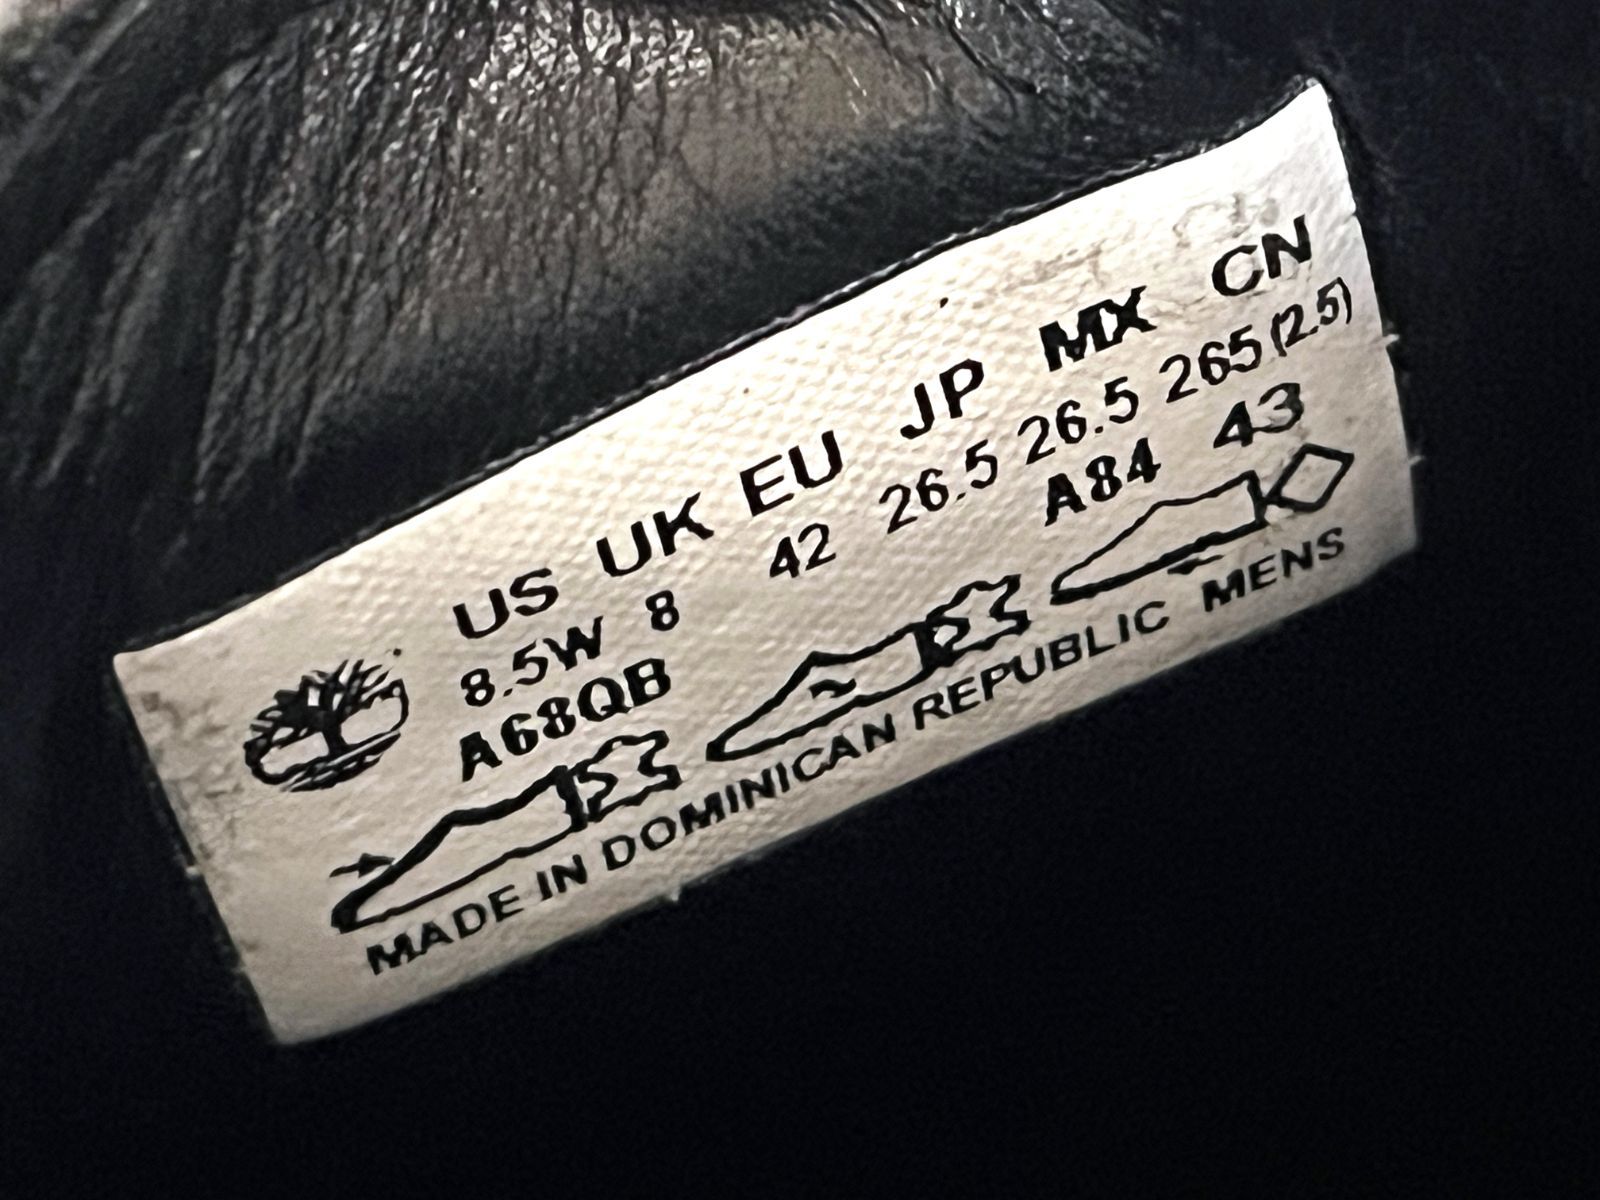 US UK EU JP MX CN
8.5W 8 42 26.5 26.5 265 (2.5)
A68QB A84 43
MADE IN DOMINICAN REPUBLIC MENS